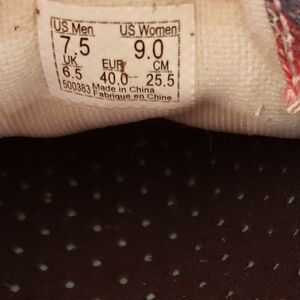 US Men US Women
7.5 9.0
UK EUR CM
6.5 40.0 25.5
500383 Made in China
Fabriqué en Chine